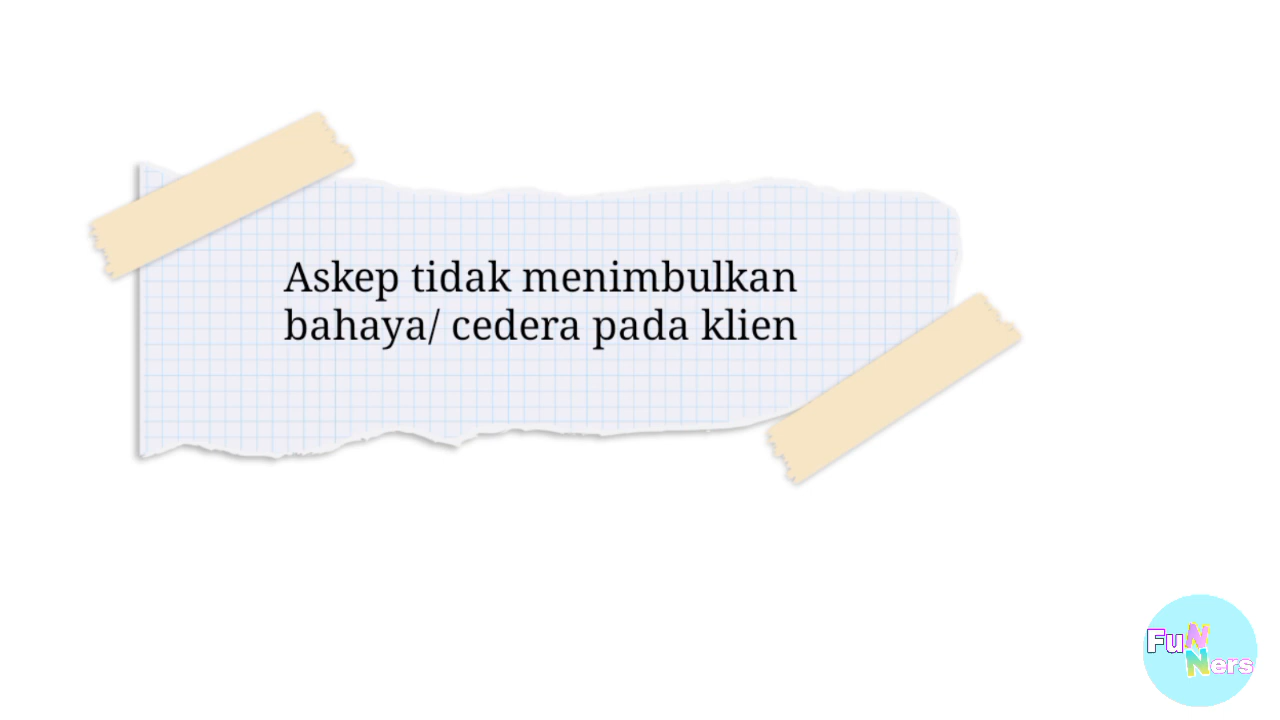 Askep tidak menimbulkan
bahaya/ cedera pada klien
FuN
Ners